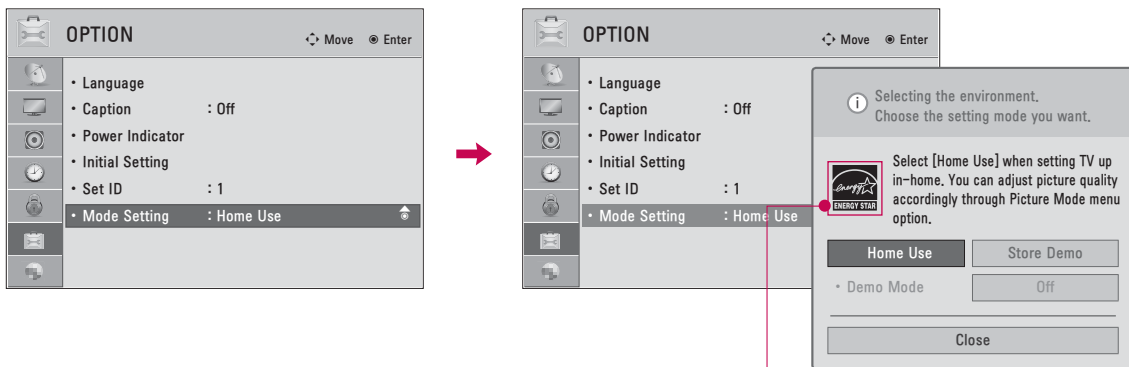 OPTION
Move Enter
• Language
• Caption : Off
• Power Indicator
• Initial Setting
• Set ID : 1
• Mode Setting : Home Use
OPTION
Move Enter
• Language
• Caption : Off
• Power Indicator
• Initial Setting
• Set ID : 1
• Mode Setting : Home Use
i
Selecting the environment.
Choose the setting mode you want.
energy
ENERGY STAR
Select [Home Use] when setting TV up
in-home. You can adjust picture quality
accordingly through Picture Mode menu
option.
Home Use Store Demo
• Demo Mode Off
Close